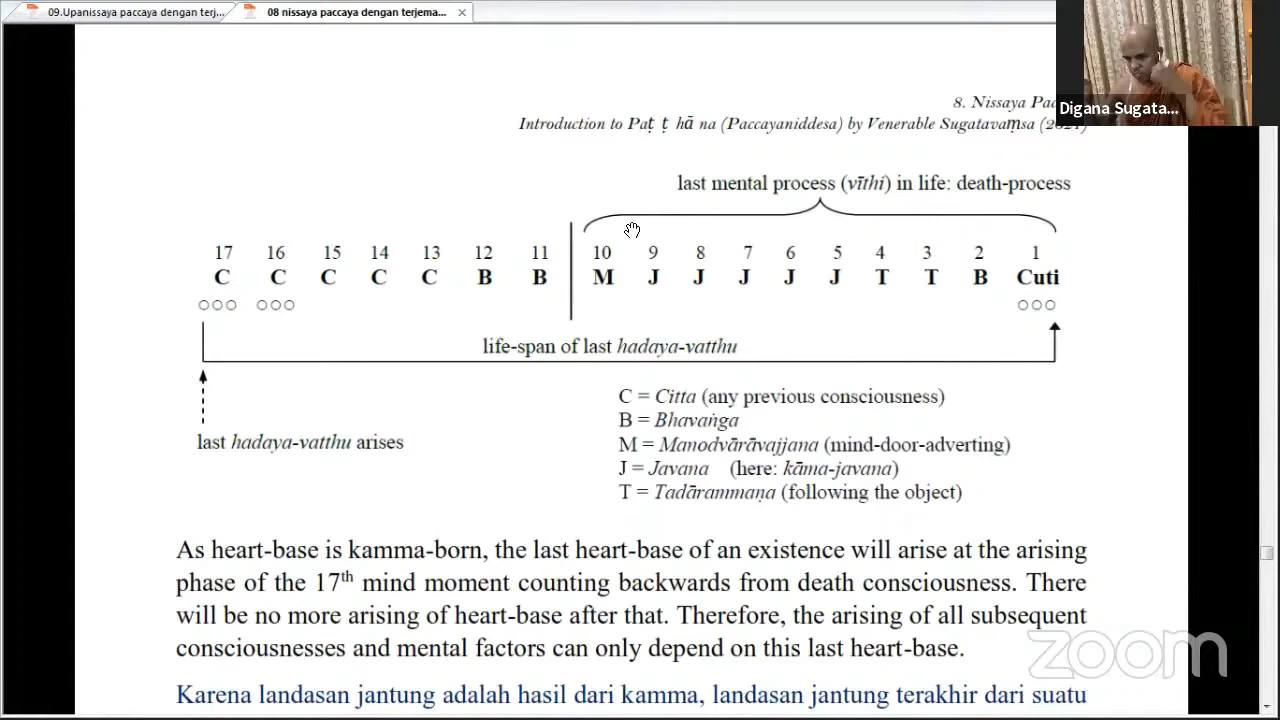 09.Upanissaya paccaya dengan terj...
08 nissaya paccaya dengan terjema...
Digana Sugata...
8. Nissaya Pac
Introduction to Paṭ ṭ hā na (Paccayaniddesa) by Venerable Sugatavaṃsa
last mental process (vīthi) in life: death-process
17 16 15 14 13 12 11 10 9 8 7 6 5 4 3 2 1
C C C C C B B M J J J J J T T B Cuti
○○○ ○○○ ○○○
life-span of last hadaya-vatthu
last hadaya-vatthu arises
C = Citta (any previous consciousness)
B = Bhavaṅga
M = Manodvārāvajjana (mind-door-adverting)
J = Javana (here: kāma-javana)
T = Tadārammaṇa (following the object)
As heart-base is kamma-born, the last heart-base of an existence will arise at the arising
phase of the 17th mind moment counting backwards from death consciousness. There
will be no more arising of heart-base after that. Therefore, the arising of all subsequent
consciousnesses and mental factors can only depend on this last heart-base.
zoom
Karena landasan jantung adalah hasil dari kamma, landasan jantung terakhir dari suatu